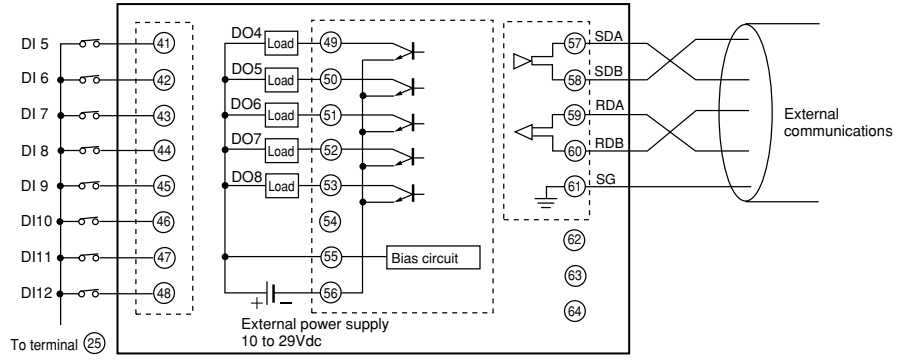 DI 5 41 DO4 Load 49 57 SDA
DI 6 42 DO5 Load 50 58 SDB
DI 7 43 DO6 Load 51 59 RDA
DI 8 44 DO7 Load 52 60 RDB
DI 9 45 DO8 Load 53 61 SG
DI10 46 54
DI11 47 55 Bias circuit 62
DI12 48 + − 56 63
64
External power supply
10 to 29Vdc
To terminal 25
External
communications